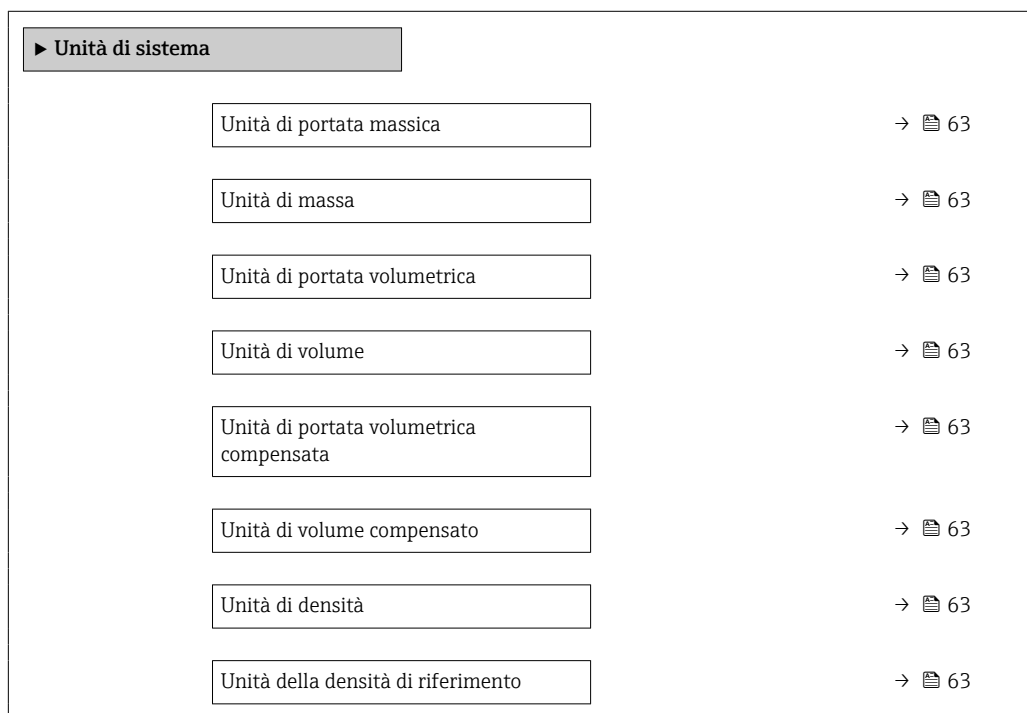 ▶ Unità di sistema
Unità di portata massica → 63
Unità di massa → 63
Unità di portata volumetrica → 63
Unità di volume → 63
Unità di portata volumetrica → 63
compensata
Unità di volume compensato → 63
Unità di densità → 63
Unità della densità di riferimento → 63